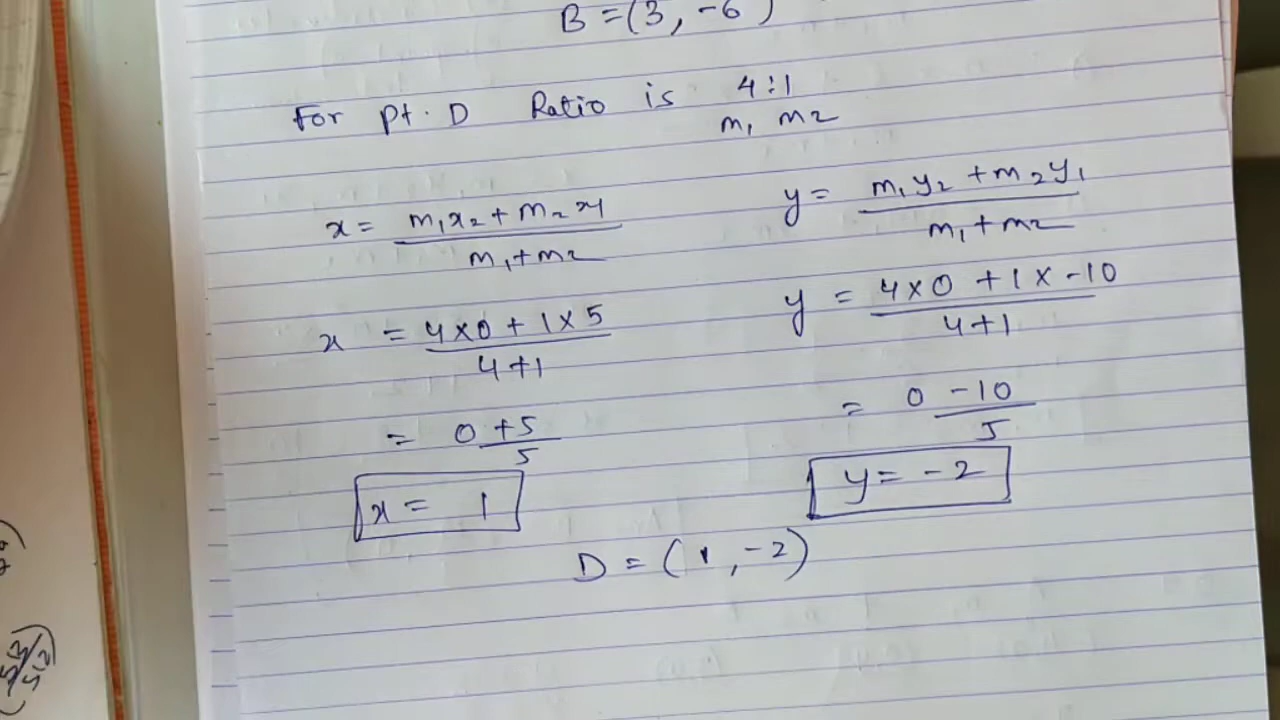 B = (3, -6)
For pt. D Ratio is 4:1
m₁ m₂
x = m₁x₂ + m₂x₁ / m₁+m₂
y = m₁y₂ + m₂y₁ / m₁+m₂
x = 4×0 + 1×5 / 4+1
y = 4×0 + 1×-10 / 4+1
= 0+5 / 5
= 0-10 / 5
x = 1
y = -2
D = (1, -2)